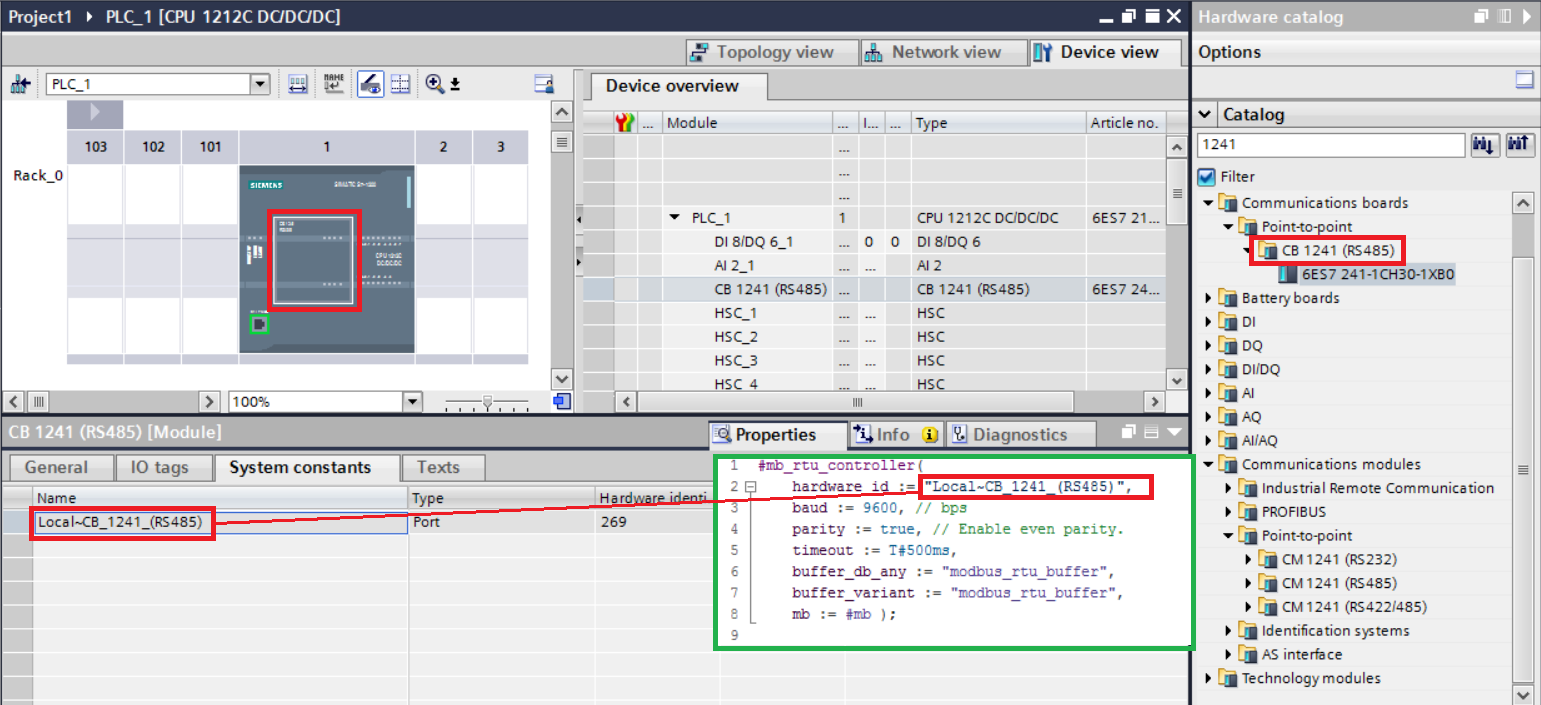 Project1 ▸ PLC_1 [CPU 1212C DC/DC/DC]
Topology view
Network view
Device view
PLC_1
Device overview
... Module ... I... ... Type Article no.
...
...
...
PLC_1 1 CPU 1212C DC/DC/DC 6ES7 21...
DI 8/DQ 6_1 ... 0 0 DI 8/DQ 6
AI 2_1 ... ... AI 2
CB 1241 (RS485) ... CB 1241 (RS485) 6ES7 24...
HSC_1 ... ... HSC
HSC_2 ... ... HSC
HSC_3 ... ... HSC
HSC_4 ... ... HSC
103 102 101 1 2 3
Rack_0
SIEMENS
100%
CB 1241 (RS485) [Module]
Properties
Info
Diagnostics
General
IO tags
System constants
Texts
Name Type Hardware identi
Local~CB_1241_(RS485) Port 269
1 #mb_rtu_controller(
2 hardware_id := "Local~CB_1241_(RS485)",
3 baud := 9600, // bps
4 parity := true, // Enable even parity.
5 timeout := T#500ms,
6 buffer_db_any := "modbus_rtu_buffer",
7 buffer_variant := "modbus_rtu_buffer",
8 mb := #mb );
9
Hardware catalog
Options
Catalog
1241
Filter
Communications boards
Point-to-point
CB 1241 (RS485)
6ES7 241-1CH30-1XB0
Battery boards
DI
DQ
DI/DQ
AI
AQ
AI/AQ
Communications modules
Industrial Remote Communication
PROFIBUS
Point-to-point
CM 1241 (RS232)
CM 1241 (RS485)
CM 1241 (RS422/485)
Identification systems
AS interface
Technology modules